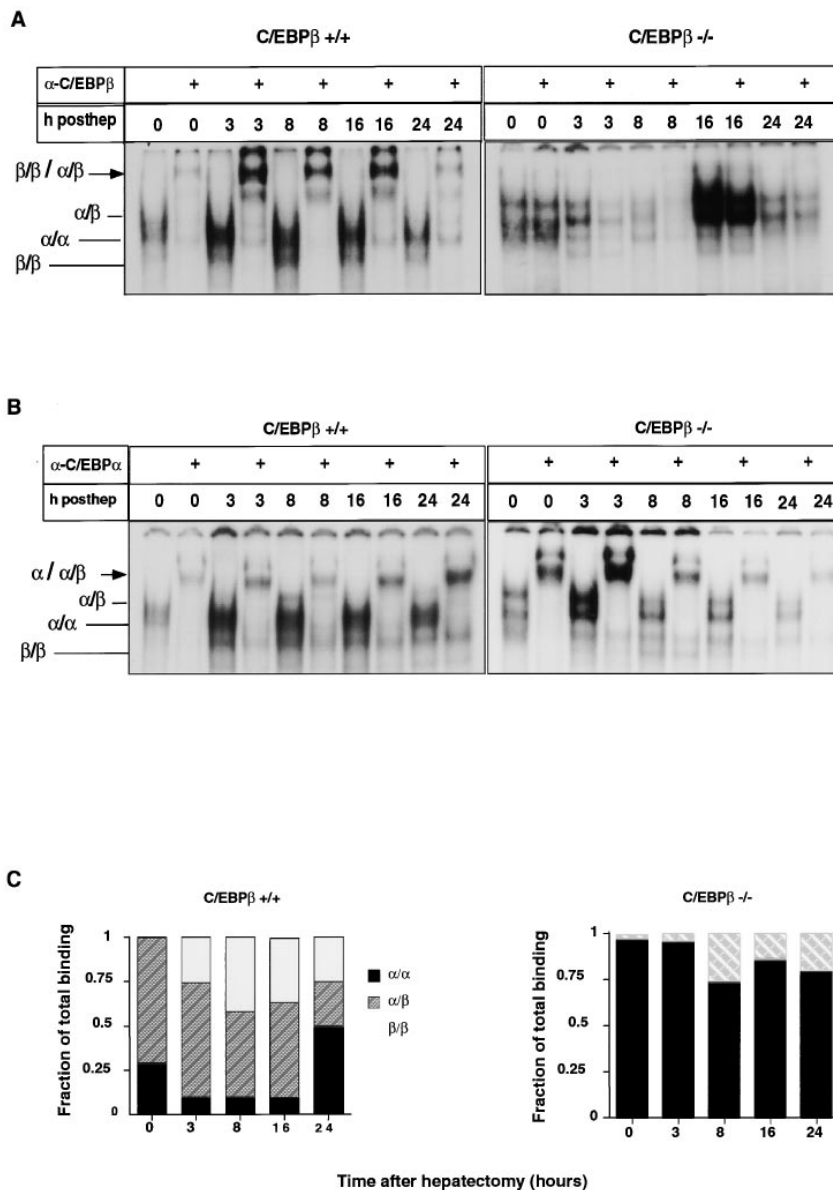 A
C/EBPβ +/+ C/EBPβ -/-
α-C/EBPβ + + + + + + + + + +
h posthep 0 0 3 3 8 8 16 16 24 24 0 0 3 3 8 8 16 16 24 24
β/β / α/β
α/β
α/α
β/β
B
C/EBPβ +/+ C/EBPβ -/-
α-C/EBPα + + + + + + + + + +
h posthep 0 0 3 3 8 8 16 16 24 24 0 0 3 3 8 8 16 16 24 24
α / α/β
α/β
α/α
β/β
C
C/EBPβ +/+ C/EBPβ -/-
Fraction of total binding
1
0.75
0.5
0.25
0
0 3 8 16 24
α/α
α/β
β/β
Fraction of total binding
1
0.75
0.5
0.25
0
0 3 8 16 24
Time after hepatectomy (hours)